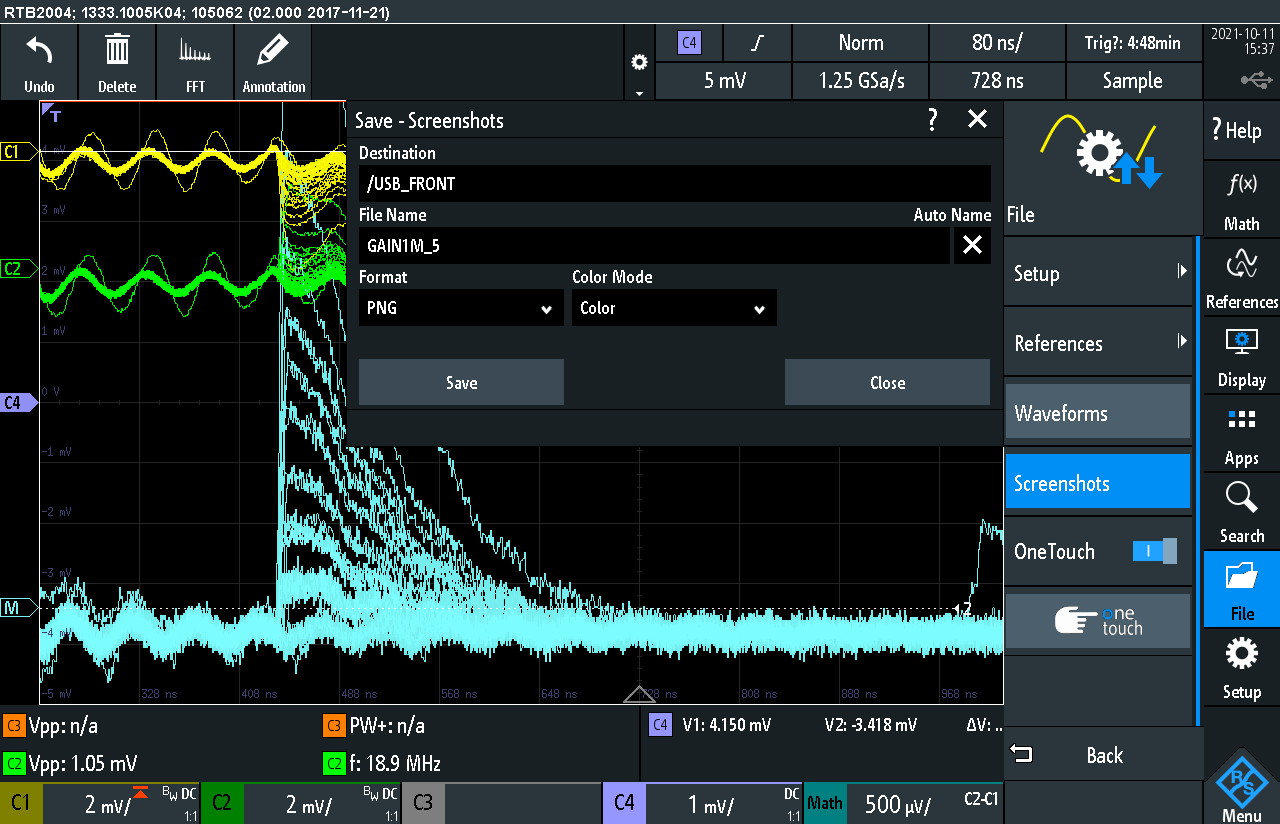 RTB2004; 1333.1005K04; 105062 (02.000 2017-11-21)
Undo
Delete
FFT
Annotation
C4
Norm
80 ns/
Trig?: 4:48min
2021-10-11
15:37
5 mV
1.25 GSa/s
728 ns
Sample
T
C1
C2
C4
M
4 mV
3 mV
2 mV
1 mV
0 V
-1 mV
-2 mV
-3 mV
-4 mV
-5 mV
328 ns
408 ns
488 ns
568 ns
648 ns
728 ns
808 ns
888 ns
968 ns
2
Save - Screenshots
?
Destination
/USB_FRONT
File Name
Auto Name
GAIN1M_5
Format
Color Mode
PNG
Color
Save
Close
File
Setup
References
Waveforms
Screenshots
OneTouch
I
one
touch
Back
? Help
f(x)
Math
References
Display
Apps
Search
File
Setup
R&S
Menu
C3 Vpp: n/a
C3 PW+: n/a
C4 V1: 4.150 mV V2: -3.418 mV ΔV: ..
C2 Vpp: 1.05 mV
C2 f: 18.9 MHz
C1 2 mV/ BW DC 1:1
C2 2 mV/ BW DC 1:1
C3
C4 1 mV/ DC 1:1
Math 500 µV/ C2-C1